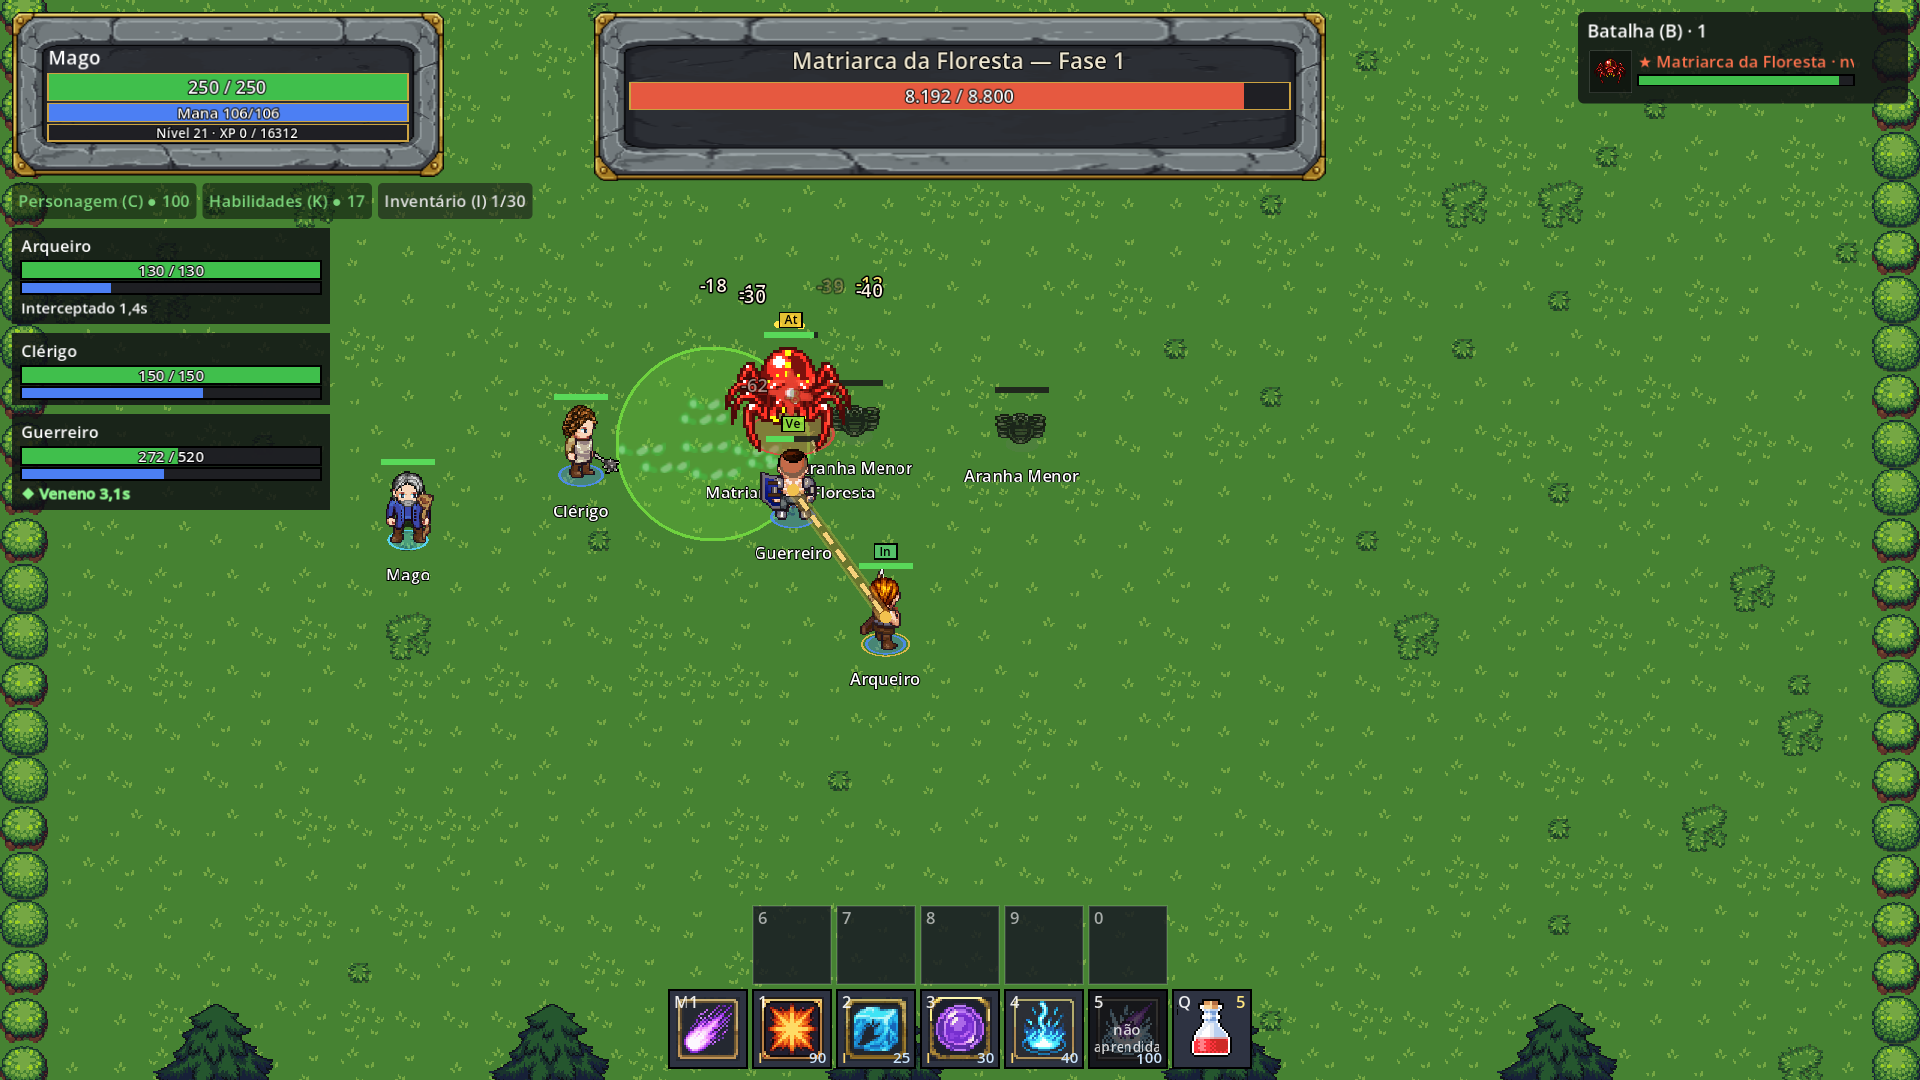 Mago
250 / 250
Mana 106/106
Nível 21 · XP 0 / 16312
Matriarca da Floresta — Fase 1
8.192 / 8.800
Batalha (B) · 1
★ Matriarca da Floresta · nv
Personagem (C) ● 100
Habilidades (K) ● 17
Inventário (I) 1/30
Arqueiro
130 / 130
Interceptado 1,4s
Clérigo
150 / 150
Guerreiro
272 / 520
◆ Veneno 3,1s
-18
-30
-39
-40
At
-62
Ve
Aranha Menor
Aranha Menor
Floresta
Clérigo
Guerreiro
In
Mago
Arqueiro
6 7 8 9 0
M1
1 90
2 25
3 30
4 40
5 não
aprendida
100
Q 5